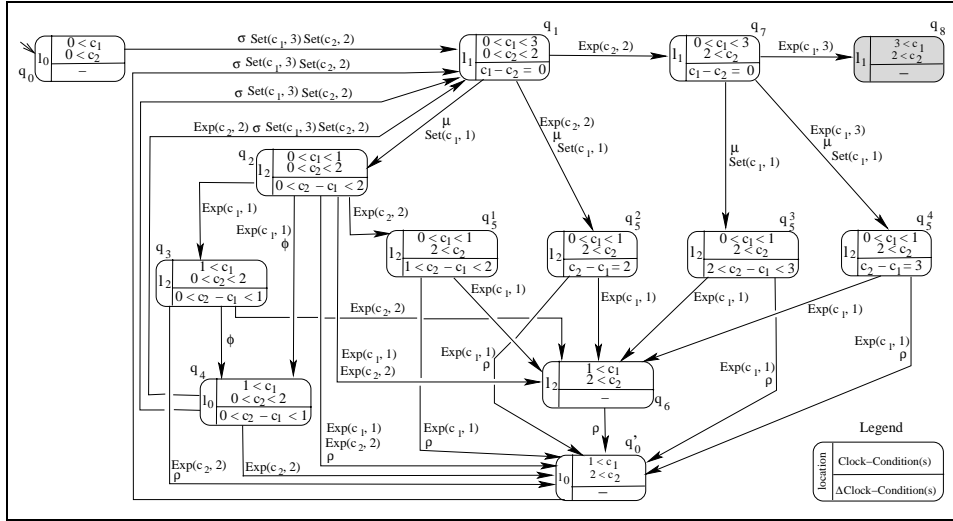 q0
l0
0 < c1
0 < c2
–
σ Set(c1, 3) Set(c2, 2)
σ Set(c1, 3) Set(c2, 2)
σ Set(c1, 3) Set(c2, 2)
Exp(c2, 2) σ Set(c1, 3) Set(c2, 2)
q1
l1
0 < c1 < 3
0 < c2 < 2
c1 – c2 = 0
Exp(c2, 2)
q7
l1
0 < c1 < 3
2 < c2
c1 – c2 = 0
Exp(c1, 3)
q8
l1
3 < c1
2 < c2
–
μ
Set(c1, 1)
Exp(c2, 2)
μ
Set(c1, 1)
μ
Set(c1, 1)
Exp(c1, 3)
μ
Set(c1, 1)
q2
l2
0 < c1 < 1
0 < c2 < 2
0 < c2 – c1 < 2
Exp(c1, 1)
Exp(c1, 1)
φ
Exp(c2, 2)
q5^1
l2
0 < c1 < 1
2 < c2
1 < c2 – c1 < 2
q5^2
l2
0 < c1 < 1
2 < c2
c2 – c1 = 2
q5^3
l2
0 < c1 < 1
2 < c2
2 < c2 – c1 < 3
q5^4
l2
0 < c1 < 1
2 < c2
c2 – c1 = 3
q3
l2
1 < c1
0 < c2 < 2
0 < c2 – c1 < 1
Exp(c2, 2)
φ
Exp(c1, 1)
Exp(c1, 1)
Exp(c1, 1)
Exp(c1, 1)
Exp(c1, 1)
Exp(c2, 2)
Exp(c1, 1)
ρ
Exp(c1, 1)
ρ
Exp(c1, 1)
ρ
q4
l0
1 < c1
0 < c2 < 2
0 < c2 – c1 < 1
l2
1 < c1
2 < c2
–
q6
Exp(c2, 2)
ρ
Exp(c2, 2)
Exp(c1, 1)
Exp(c2, 2)
ρ
Exp(c1, 1)
ρ
ρ
q0'
l0
1 < c1
2 < c2
–
Legend
location
Clock–Condition(s)
ΔClock–Condition(s)